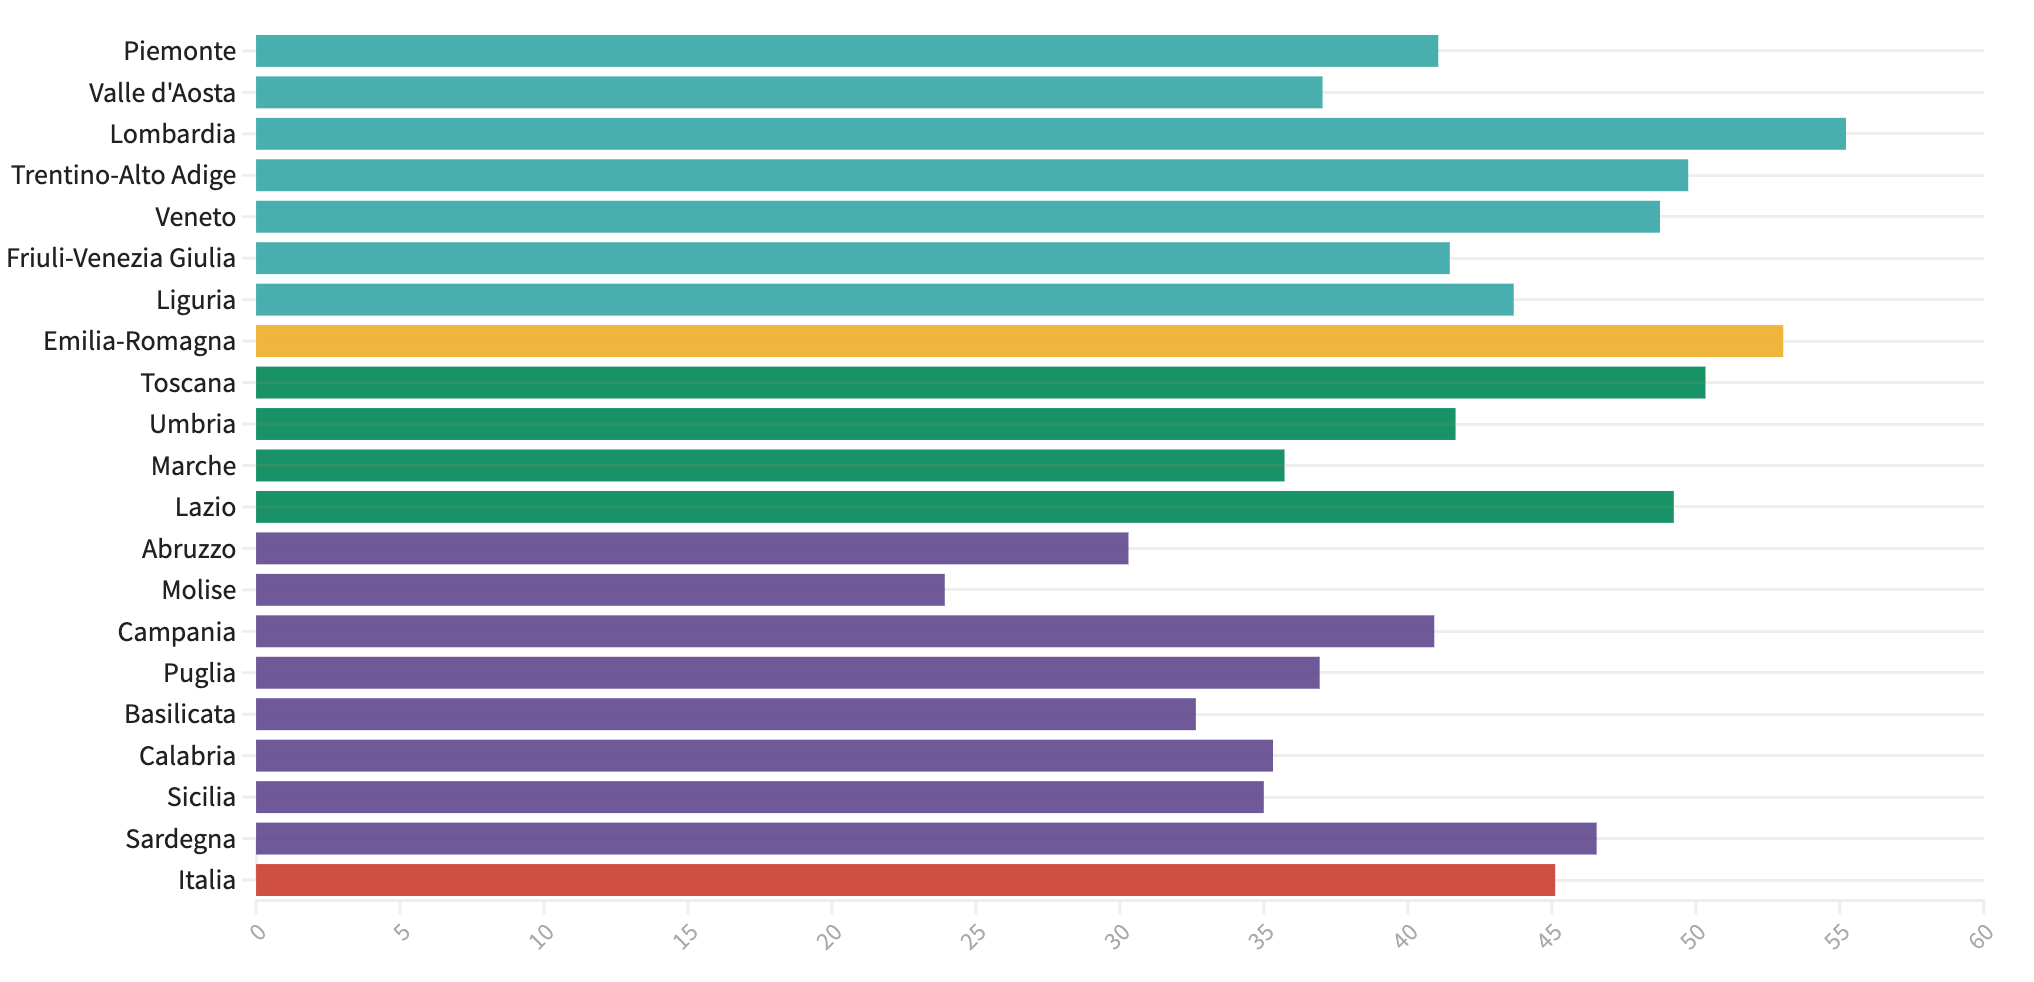 Piemonte
Valle d'Aosta
Lombardia
Trentino-Alto Adige
Veneto
Friuli-Venezia Giulia
Liguria
Emilia-Romagna
Toscana
Umbria
Marche
Lazio
Abruzzo
Molise
Campania
Puglia
Basilicata
Calabria
Sicilia
Sardegna
Italia
0 5 10 15 20 25 30 35 40 45 50 55 60